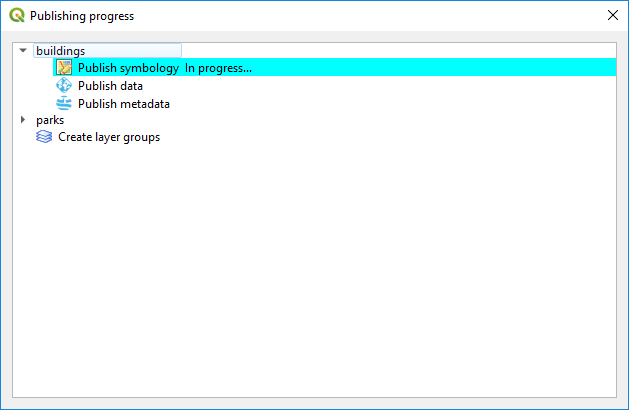 Publishing progress
buildings
Publish symbology In progress...
Publish data
Publish metadata
parks
Create layer groups